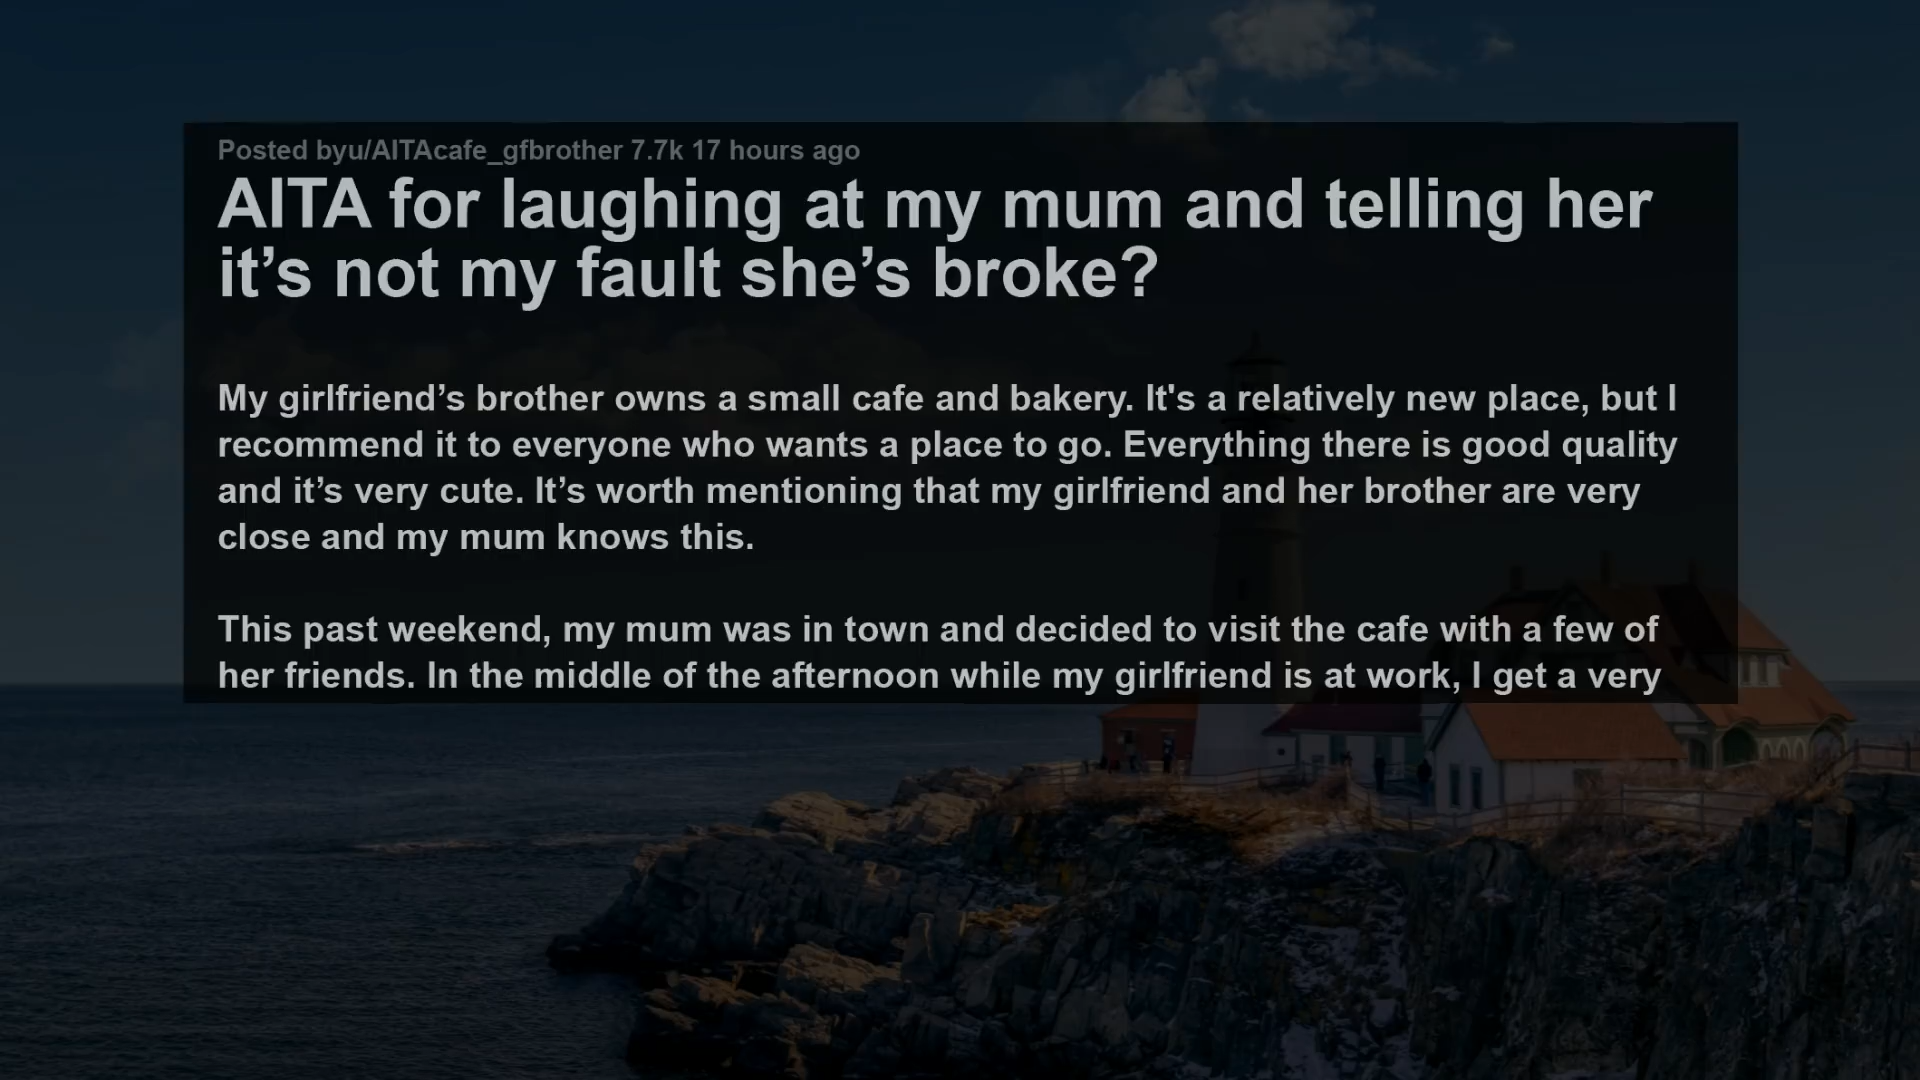 Posted byu/AITAcafe_gfbrother 7.7k 17 hours ago
AITA for laughing at my mum and telling her
it’s not my fault she’s broke?
My girlfriend’s brother owns a small cafe and bakery. It's a relatively new place, but I
recommend it to everyone who wants a place to go. Everything there is good quality
and it’s very cute. It’s worth mentioning that my girlfriend and her brother are very
close and my mum knows this.
This past weekend, my mum was in town and decided to visit the cafe with a few of
her friends. In the middle of the afternoon while my girlfriend is at work, I get a very